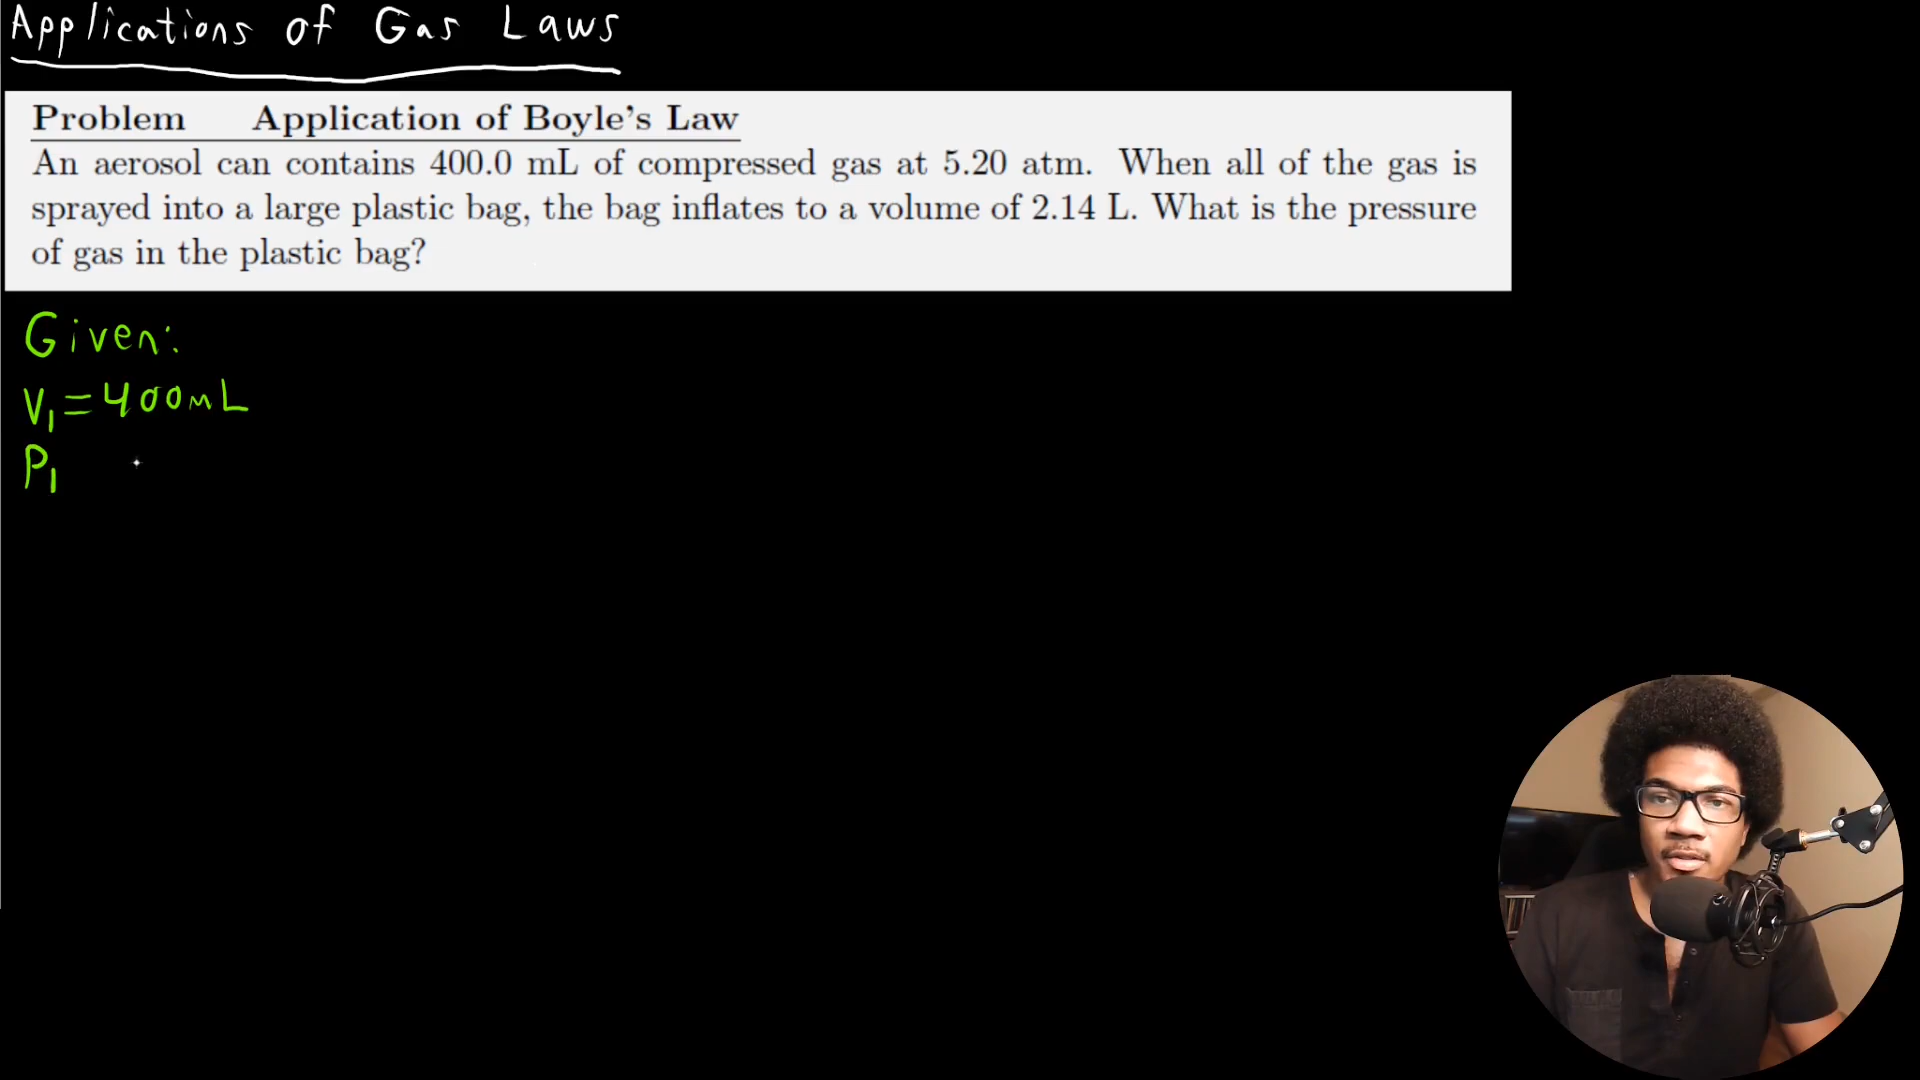 Applications of Gas Laws
Problem Application of Boyle's Law
An aerosol can contains 400.0 mL of compressed gas at 5.20 atm. When all of the gas is
sprayed into a large plastic bag, the bag inflates to a volume of 2.14 L. What is the pressure
of gas in the plastic bag?
Given:
V₁ = 400mL
P₁